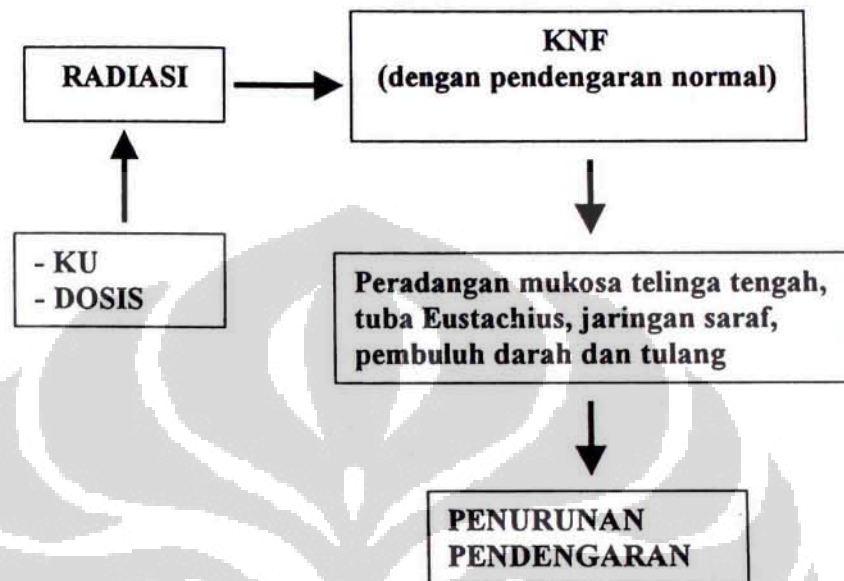 RADIASI
KNF
(dengan pendengaran normal)
- KU
- DOSIS
Peradangan mukosa telinga tengah,
tuba Eustachius, jaringan saraf,
pembuluh darah dan tulang
PENURUNAN
PENDENGARAN